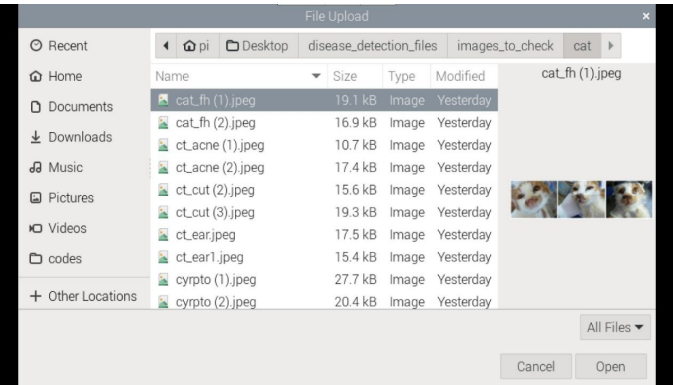 File Upload ×
Recent
Home
Documents
Downloads
Music
Pictures
Videos
codes
+ Other Locations
pi Desktop disease_detection_files images_to_check cat
Name Size Type Modified
cat_fh (1).jpeg 19.1 kB Image Yesterday
cat_fh (2).jpeg 16.9 kB Image Yesterday
ct_acne (1).jpeg 10.7 kB Image Yesterday
ct_acne (2).jpeg 17.4 kB Image Yesterday
ct_cut (2).jpeg 15.6 kB Image Yesterday
ct_cut (3).jpeg 19.3 kB Image Yesterday
ct_ear.jpeg 17.5 kB Image Yesterday
ct_ear1.jpeg 15.4 kB Image Yesterday
cyrpto (1).jpeg 27.7 kB Image Yesterday
cyrpto (2).jpeg 20.4 kB Image Yesterday
cat_fh (1).jpeg
All Files
Cancel Open